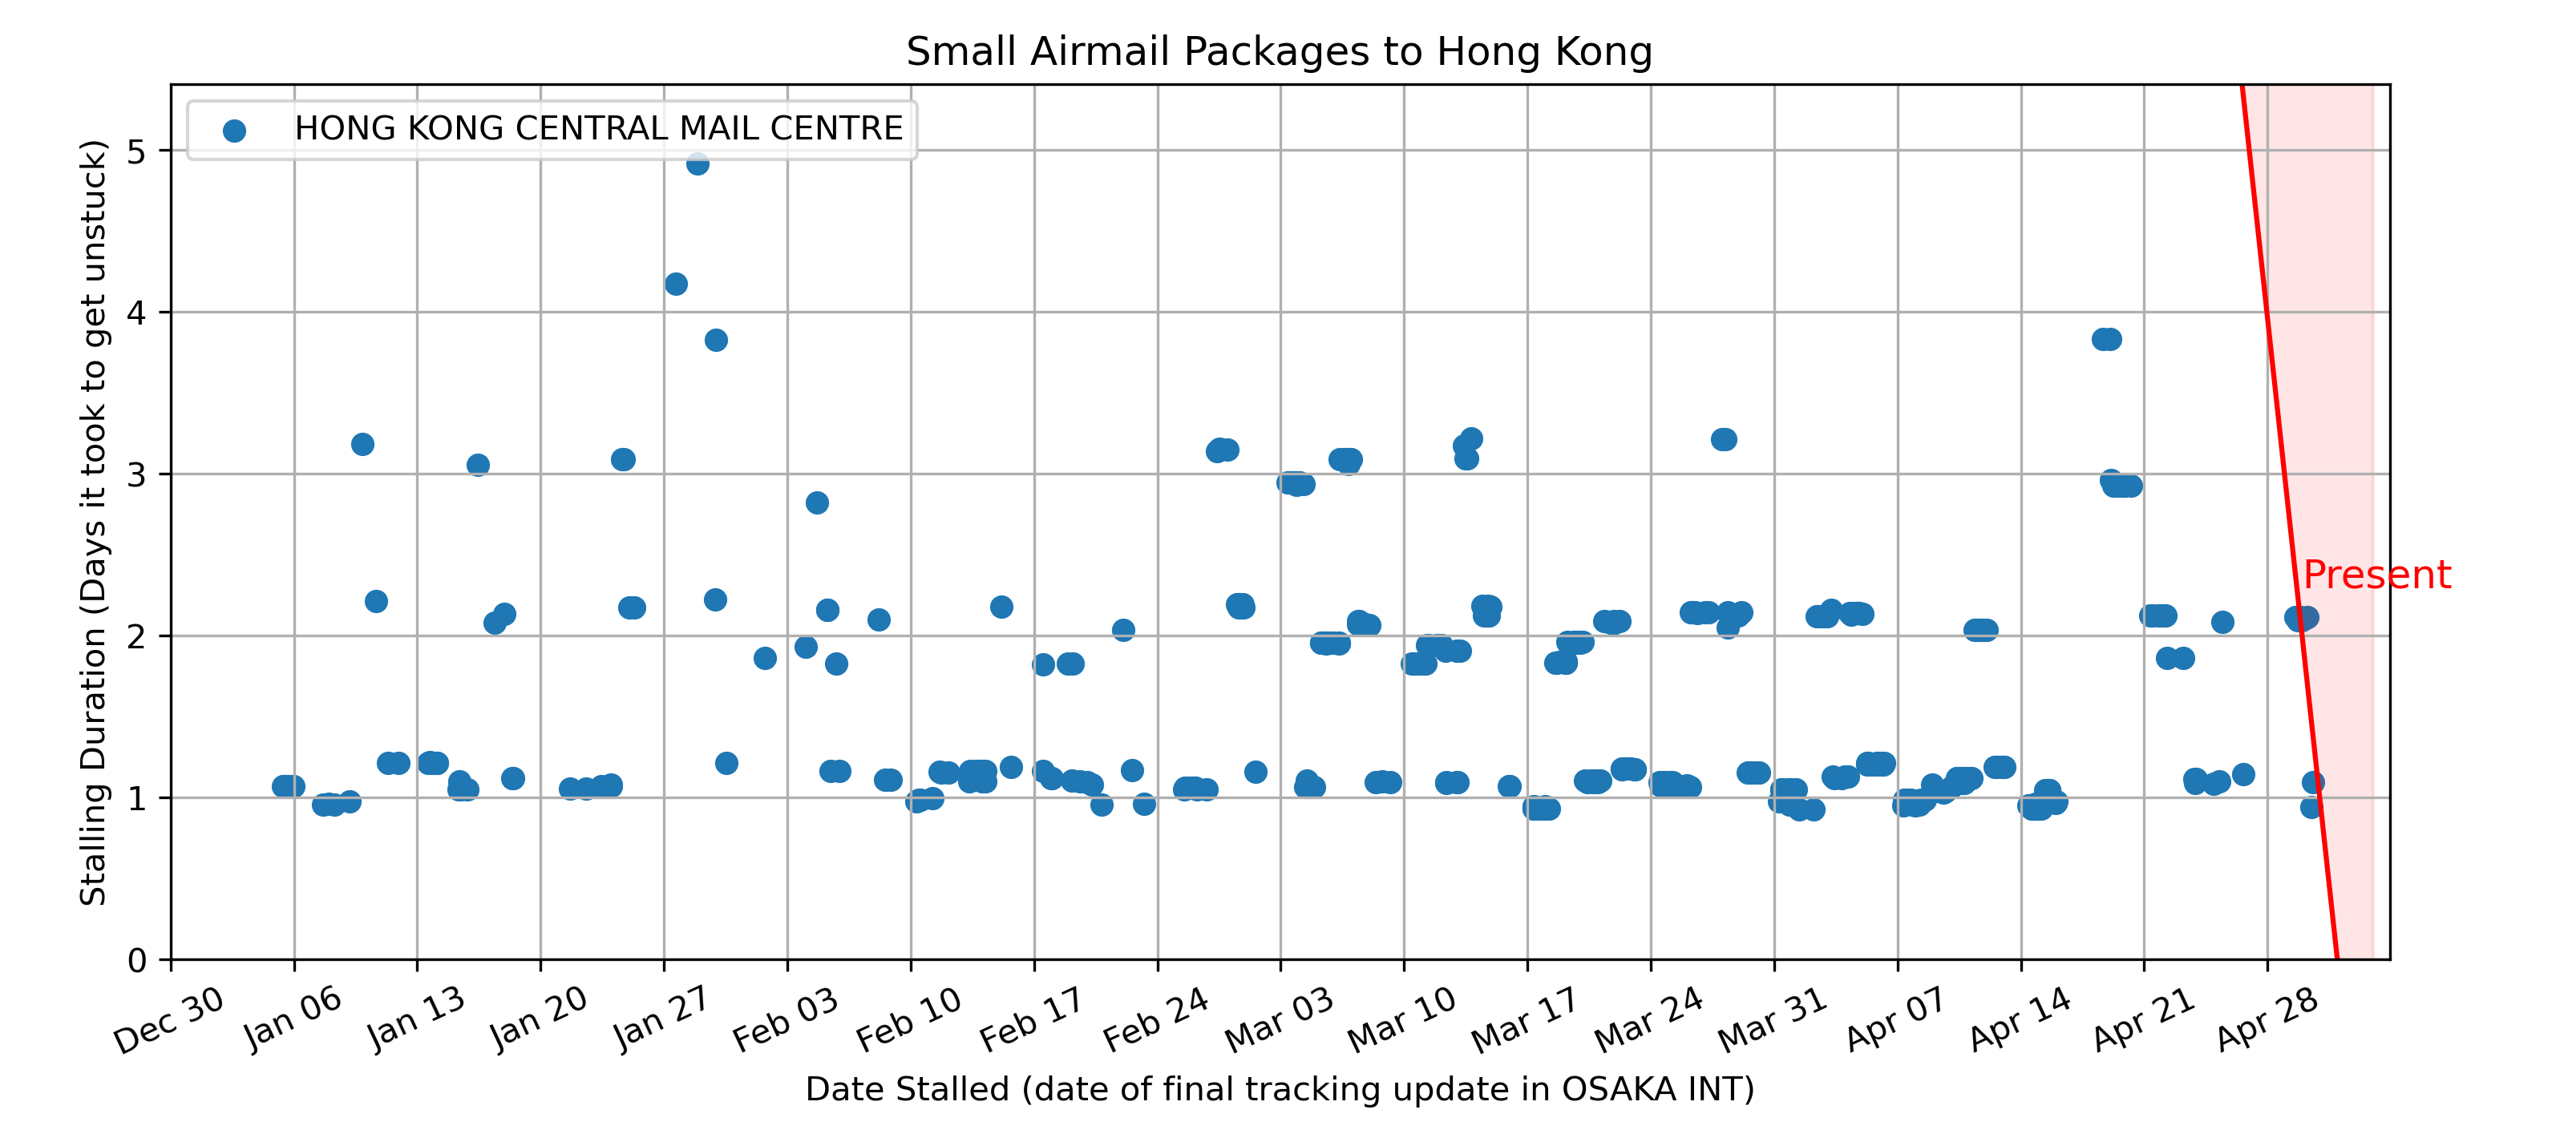 Small Airmail Packages to Hong Kong
HONG KONG CENTRAL MAIL CENTRE
Stalling Duration (Days it took to get unstuck)
5
4
3
2
1
0
Present
Dec 30
Jan 06
Jan 13
Jan 20
Jan 27
Feb 03
Feb 10
Feb 17
Feb 24
Mar 03
Mar 10
Mar 17
Mar 24
Mar 31
Apr 07
Apr 14
Apr 21
Apr 28
Date Stalled (date of final tracking update in OSAKA INT)